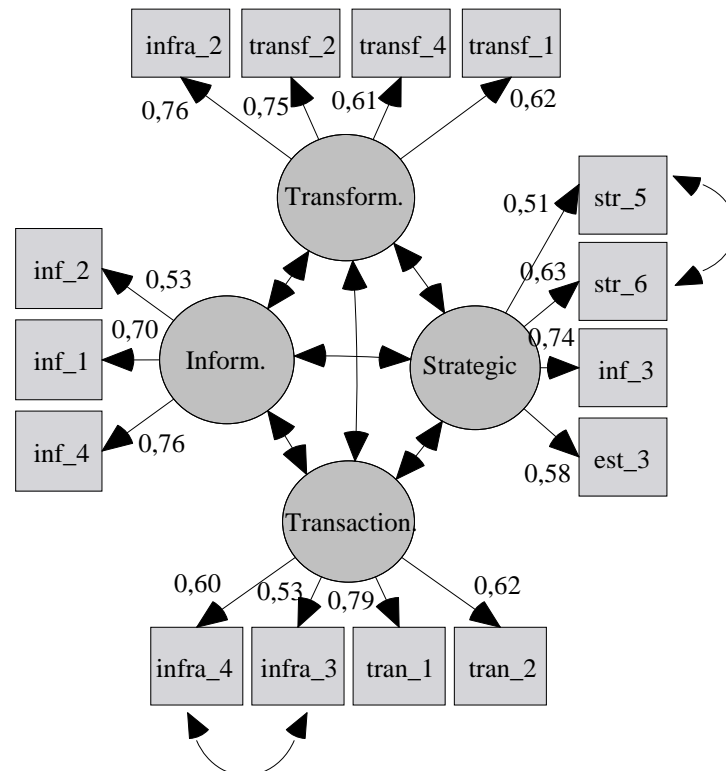 infra_2 transf_2 transf_4 transf_1
0,76 0,75 0,61 0,62
Transform.
0,51 str_5
inf_2 0,53
0,63 str_6
inf_1 0,70
Inform.
Strategic
0,74 inf_3
inf_4 0,76
0,58 est_3
Transaction.
0,60 0,53 0,79 0,62
infra_4 infra_3 tran_1 tran_2